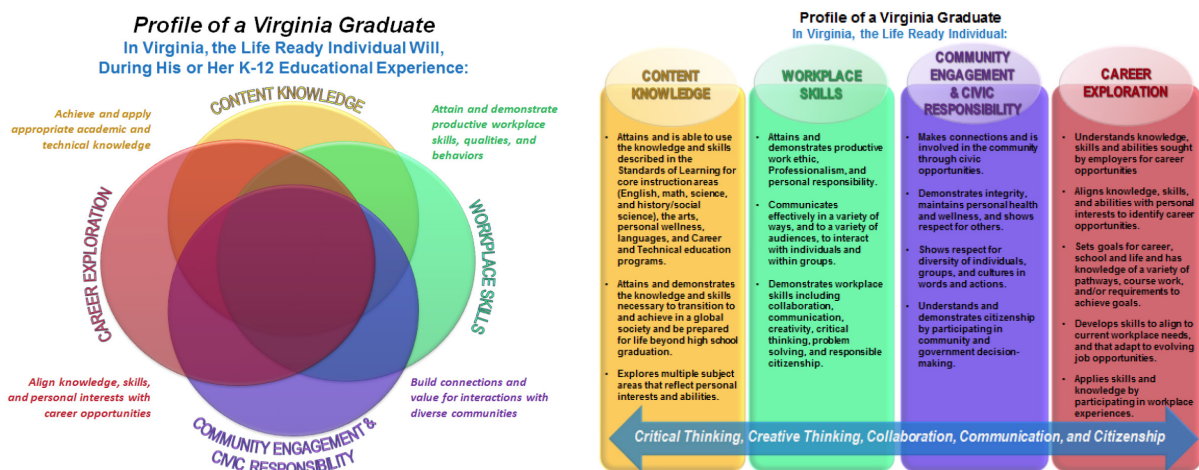 Profile of a Virginia Graduate
In Virginia, the Life Ready Individual Will,
During His or Her K-12 Educational Experience:
CONTENT KNOWLEDGE
Achieve and apply
appropriate academic and
technical knowledge
Attain and demonstrate
productive workplace
skills, qualities, and
behaviors
CAREER EXPLORATION
WORKPLACE SKILLS
Align knowledge, skills,
and personal interests with
career opportunities
Build connections and
value for interactions with
diverse communities
COMMUNITY ENGAGEMENT &
CIVIC RESPONSIBILITY
Profile of a Virginia Graduate
In Virginia, the Life Ready Individual:
CONTENT
KNOWLEDGE
• Attains and is able to use
the knowledge and skills
described in the
Standards of Learning for
core instruction areas
(English, math, science,
and history/social
science), the arts,
personal wellness,
languages, and Career
and Technical education
programs.
• Attains and demonstrates
the knowledge and skills
necessary to transition to
and achieve in a global
society and be prepared
for life beyond high school
graduation.
• Explores multiple subject
areas that reflect personal
interests and abilities.
WORKPLACE
SKILLS
• Attains and
demonstrates productive
work ethic,
Professionalism, and
personal responsibility.
• Communicates
effectively in a variety of
ways, and to a variety of
audiences, to interact
with individuals and
within groups.
• Demonstrates workplace
skills including
collaboration,
communication,
creativity, critical
thinking, problem
solving, and responsible
citizenship.
COMMUNITY
ENGAGEMENT
& CIVIC
RESPONSIBILITY
• Makes connections and is
involved in the community
through civic
opportunities.
• Demonstrates integrity,
maintains personal health
and wellness, and shows
respect for others.
• Shows respect for
diversity of individuals,
groups, and cultures in
words and actions.
• Understands and
demonstrates citizenship
by participating in
community and
government decision-
making.
CAREER
EXPLORATION
• Understands knowledge,
skills and abilities sought
by employers for career
opportunities
• Aligns knowledge, skills,
and abilities with personal
interests to identify career
opportunities.
• Sets goals for career,
school and life and has
knowledge of a variety of
pathways, course work,
and/or requirements to
achieve goals.
• Develops skills to align to
current workplace needs,
and that adapt to evolving
job opportunities.
• Applies skills and
knowledge by
participating in workplace
experiences.
Critical Thinking, Creative Thinking, Collaboration, Communication, and Citizenship